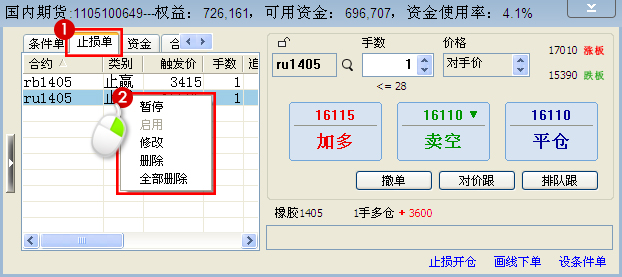 国内期货:1105100649---权益: 726,161, 可用资金: 696,707, 资金使用率: 4.1%
1
条件单 止损单 资金
合约 类别 触发价 手数 追
rb1405 止赢 3415 1
ru1405 1
2
暂停
启用
修改
删除
全部删除
手数 价格
ru1405 1 对手价
<= 28
17010 涨板
15390 跌板
16115 加多
16110 卖空
16110 平仓
撤单 对价跟 排队跟
橡胶1405 1手多仓 + 3600
止损开仓 画线下单 设条件单